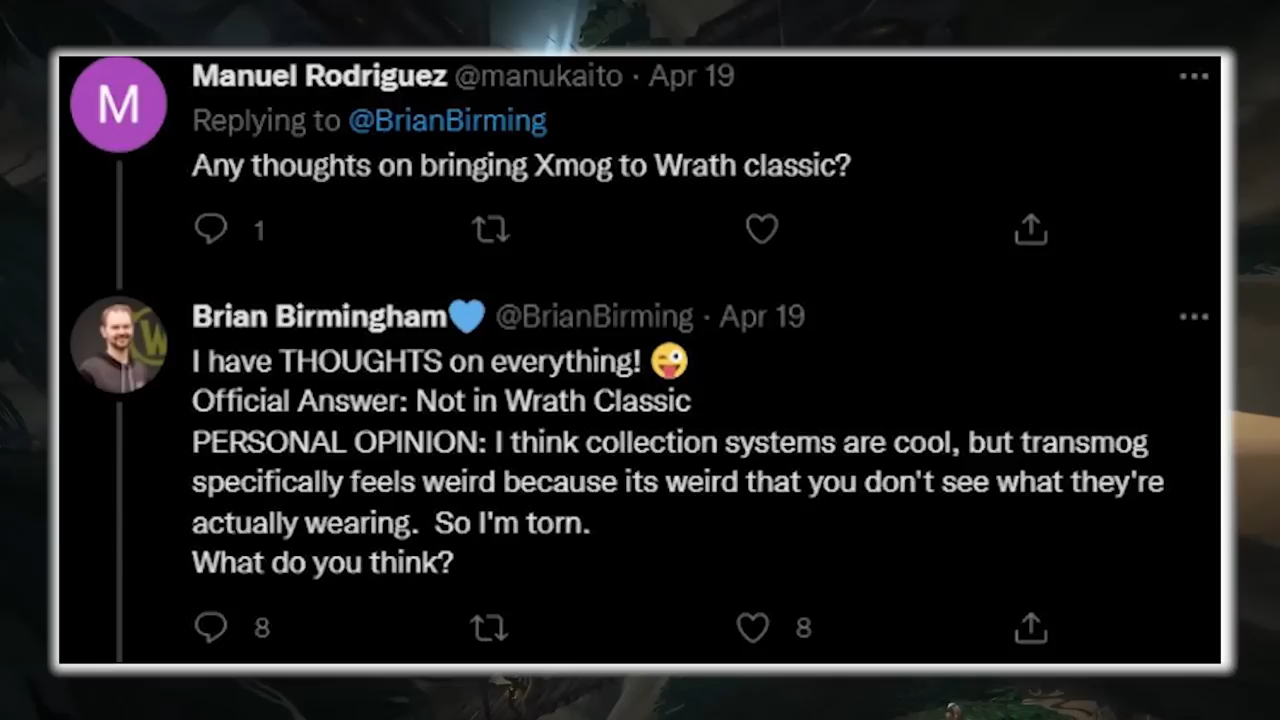 M
Manuel Rodriguez @manukaito · Apr 19
Replying to @BrianBirming
Any thoughts on bringing Xmog to Wrath classic?
1
Brian Birmingham💙 @BrianBirming · Apr 19
I have THOUGHTS on everything! 😜
Official Answer: Not in Wrath Classic
PERSONAL OPINION: I think collection systems are cool, but transmog
specifically feels weird because its weird that you don't see what they're
actually wearing.  So I'm torn.
What do you think?
8 8